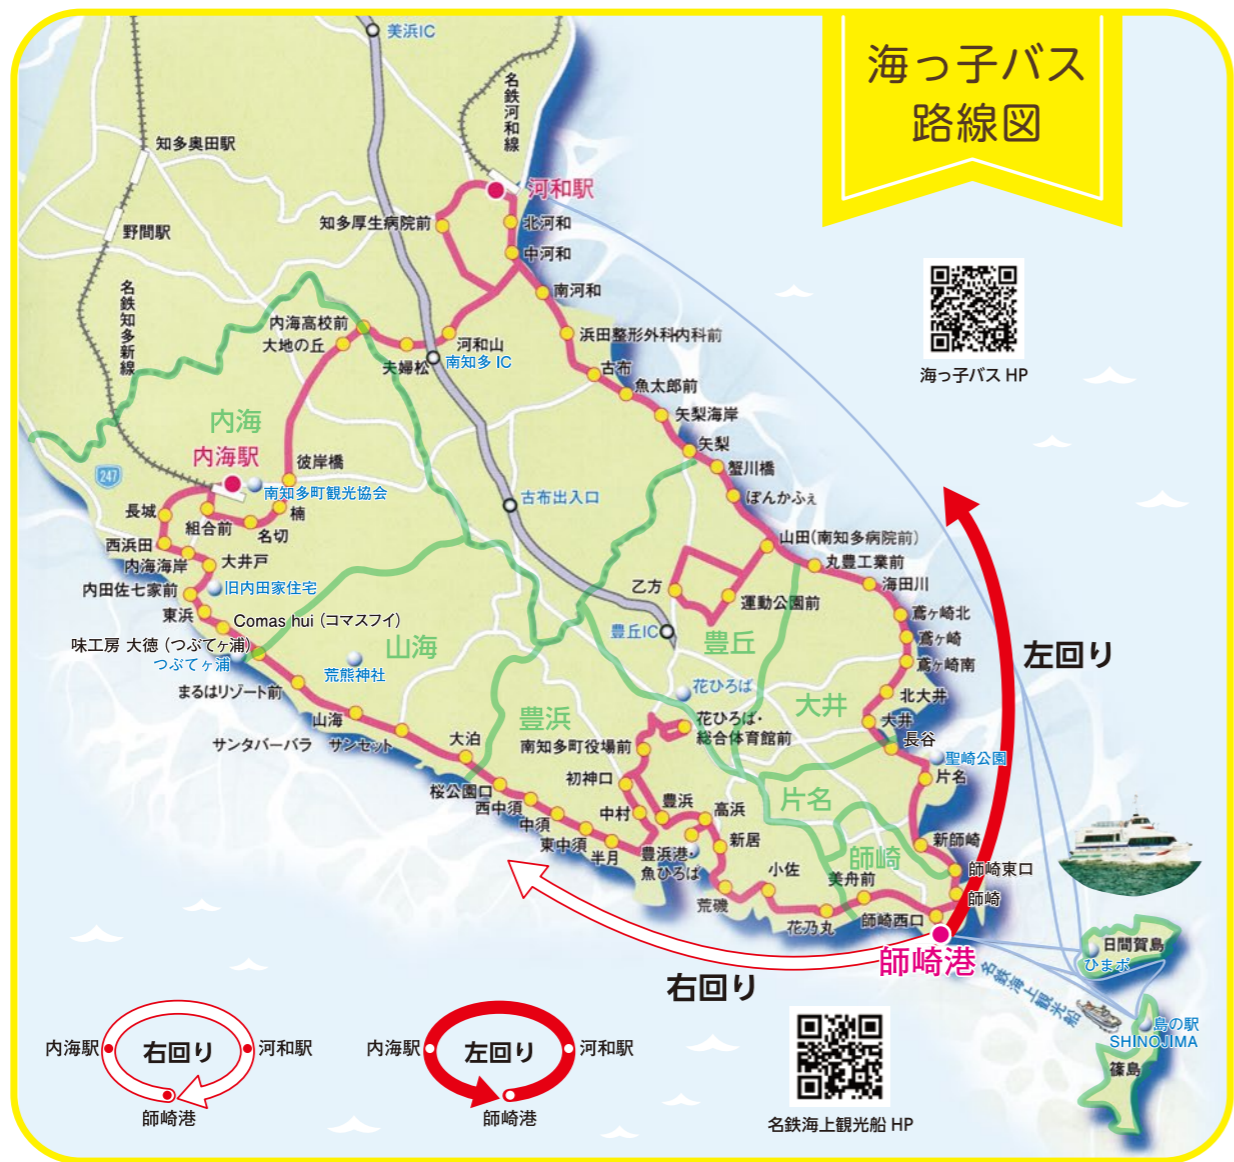 海っ子バス
路線図
美浜IC
名鉄河和線
知多奥田駅
河和駅
知多厚生病院前
北河和
野間駅
中河和
名鉄知多新線
南河和
内海高校前
大地の丘
河和山
浜田整形外科内科前
夫婦松
南知多 IC
古布
魚太郎前
海っ子バス HP
矢梨海岸
内海
矢梨
内海駅
彼岸橋
蟹川橋
247
南知多町観光協会
ぽんかふぇ
古布出入口
長城
組合前
楠
名切
西浜田
山田(南知多病院前)
内海海岸
大井戸
丸豊工業前
内田佐七家前
旧内田家住宅
乙方
海田川
運動公園前
東浜
Comas hui (コマスフイ)
鳶ヶ崎北
豊丘IC
豊丘
鳶ヶ崎
味工房 大徳 (つぶてヶ浦)
つぶてヶ浦
山海
鳶ヶ崎南
左回り
荒熊神社
まるはリゾート前
花ひろば
北大井
大井
山海
豊浜
花ひろば・
総合体育館前
大井
サンタバーバラ
サンセット
大泊
南知多町役場前
長谷
聖崎公園
初神口
片名
桜公園口
片名
西中須
中村
豊浜
高浜
中須
東中須
新居
新師崎
半月
豊浜港・
魚ひろば
師崎
小佐
美舟前
師崎東口
荒磯
師崎
花乃丸
師崎西口
師崎港
右回り
日間賀島
ひまポ
名鉄海上観光船
島の駅
SHINOJIMA
篠島
内海駅
右回り
河和駅
師崎港
内海駅
左回り
河和駅
師崎港
名鉄海上観光船 HP